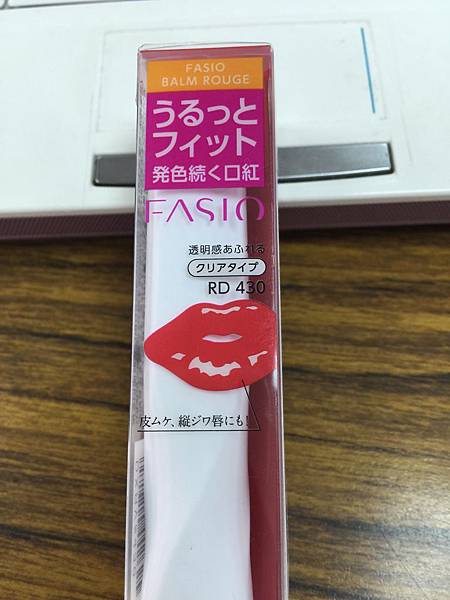 FASIO
BALM ROUGE
うるっと
フィット
発色続く口紅
FASIO
透明感あふれる
クリアタイプ
RD 430
皮ムケ、縦ジワ唇にも!